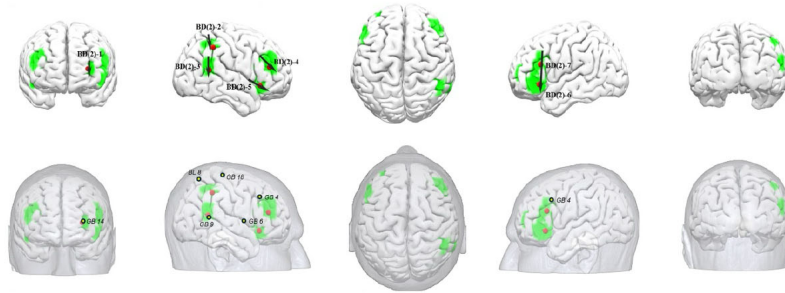 BD(2)-1
BD(2)-2
BD(2)-3
BD(2)-4
BD(2)-5
BD(2)-7
BD(2)-6
GB 14
BL 8
GB 16
GB 4
GB 9
GB 6
GB 4